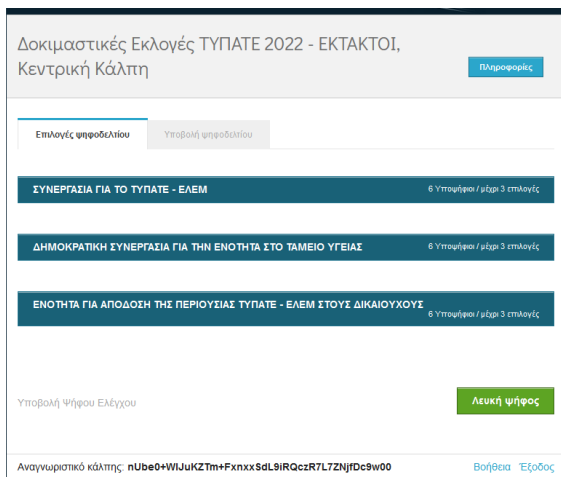 Δοκιμαστικές Εκλογές ΤΥΠΑΤΕ 2022 - ΕΚΤΑΚΤΟΙ,
Κεντρική Κάλπη
Πληροφορίες
Επιλογές ψηφοδελτίου
Υποβολή ψηφοδελτίου
ΣΥΝΕΡΓΑΣΙΑ ΓΙΑ ΤΟ ΤΥΠΑΤΕ - ΕΛΕΜ
6 Υποψήφιοι / μέχρι 3 επιλογές
ΔΗΜΟΚΡΑΤΙΚΗ ΣΥΝΕΡΓΑΣΙΑ ΓΙΑ ΤΗΝ ΕΝΟΤΗΤΑ ΣΤΟ ΤΑΜΕΙΟ ΥΓΕΙΑΣ
6 Υποψήφιοι / μέχρι 3 επιλογές
ΕΝΟΤΗΤΑ ΓΙΑ ΑΠΟΔΟΣΗ ΤΗΣ ΠΕΡΙΟΥΣΙΑΣ ΤΥΠΑΤΕ - ΕΛΕΜ ΣΤΟΥΣ ΔΙΚΑΙΟΥΧΟΥΣ
6 Υποψήφιοι / μέχρι 3 επιλογές
Υποβολή Ψήφου Ελέγχου
Λευκή ψήφος
Αναγνωριστικό κάλπης: nUbe0+WIJuKZTm+FxnxxSdL9iRQczR7L7ZNjfDc9w00
Βοήθεια Έξοδος